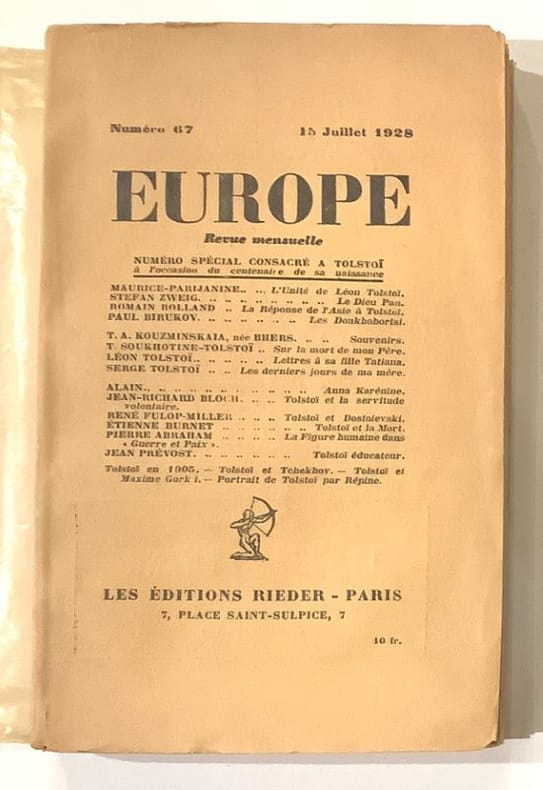 Numéro 67 15 Juillet 1928
EUROPE
Revue mensuelle
NUMÉRO SPÉCIAL CONSACRÉ A TOLSTOÏ
à l'occasion du centenaire de sa naissance
MAURICE-PARIJANINE.. .. L'Unité de Léon Tolstoï.
STEFAN ZWEIG. .. .. .. .. .. .. .. .. Le Dieu Pan.
ROMAIN ROLLAND .. La Réponse de l'Asie à Tolstoï.
PAUL BIRUKOV. .. .. .. .. .. .. Les Doukhoborisi.
T. A. KOUZMINSKAIA, née BHERS. .. .. Souvenirs.
T. SOUKHOTINE-TOLSTOÏ .. Sur la mort de mon Père.
LÉON TOLSTOÏ.. .. .. .. .. Lettres à sa fille Tatiana.
SERGE TOLSTOÏ .. .. Les derniers jours de ma mère.
ALAIN.. .. .. .. .. .. .. .. .. .. .. Anna Karénine.
JEAN-RICHARD BLOCH. .. .. Tolstoï et la servitude
volontaire.
RENÉ FULOP-MILLER .. .. .. Tolstoï et Dostoïevski.
ÉTIENNE BURNET .. .. .. .. .. .. Tolstoï et la Mort.
PIERRE ABRAHAM .. .. .. .. La Figure humaine dans
« Guerre et Paix ».
JEAN PRÉVOST. .. .. .. .. .. .. Tolstoï éducateur.
Tolstoï en 1905. — Tolstoï et Tchekhov. — Tolstoï et
Maxime Gork i. — Portrait de Tolstoï par Répine.
LES ÉDITIONS RIEDER - PARIS
7, PLACE SAINT-SULPICE, 7
10 fr.